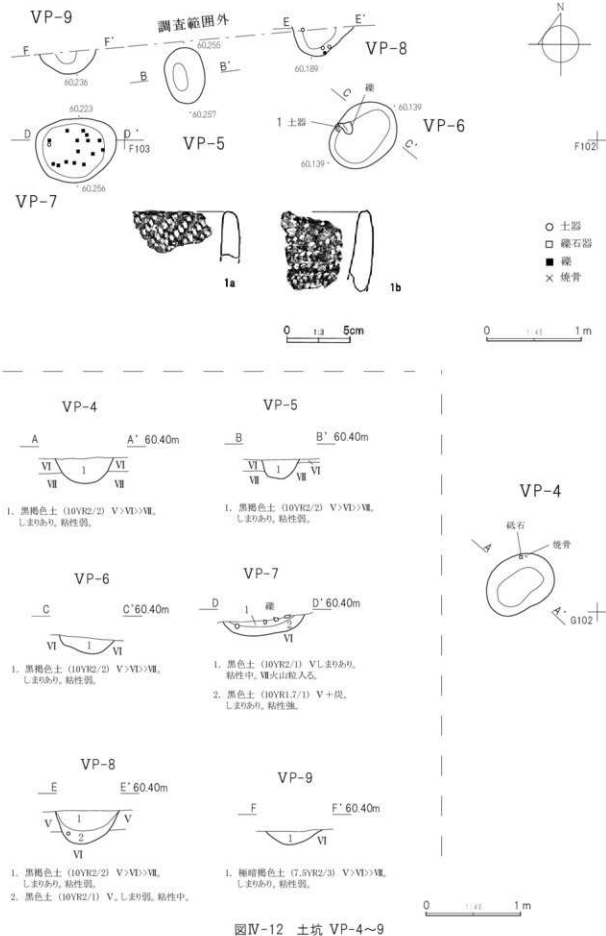 VP-9
調査範囲外
E E'
VP-8
N
F F'
60.255
60.236
60.189
B B'
60.257
60.223
D D'
F103
VP-5
60.256
VP-7
C 礫
60.139
1 土器
VP-6
C'
60.139
F102
1a
1b
○ 土器
□ 礫石器
■ 礫
× 焼骨
0 1:3 5cm
0 1:40 1m
VP-4
A A' 60.40m
VI 1 VI
VII VII
1. 黒褐色土 (10YR2/2) V>VI>>VII。
しまりあり。粘性弱。
VP-5
B B' 60.40m
VI 1 VI
VII VII
1. 黒褐色土 (10YR2/2) V>VI>>VII。
しまりあり。粘性弱。
VP-4
砥石
焼骨
A
A'
G102
VP-6
C C' 60.40m
VI 1 VI
1. 黒褐色土 (10YR2/2) V>VI>>VII。
しまりあり。粘性弱。
VP-7
D 1 礫 D' 60.40m
2
VI
1. 黒色土 (10YR2/1) Vしまりあり。
粘性中。VII火山粒入る。
2. 黒色土 (10YR1.7/1) V+炭。
しまりあり。粘性強。
VP-8
E E' 60.40m
V 1 V
2
VI
1. 黒褐色土 (10YR2/2) V>VI>>VII。
しまりあり。粘性弱。
2. 黒色土 (10YR2/1) V。しまり弱。粘性中。
VP-9
F F' 60.40m
1 VI
1. 極暗褐色土 (7.5YR2/3) V>VI>>VII。
しまりあり。粘性弱。
0 1:40 1m
図IV-12 土坑 VP-4～9